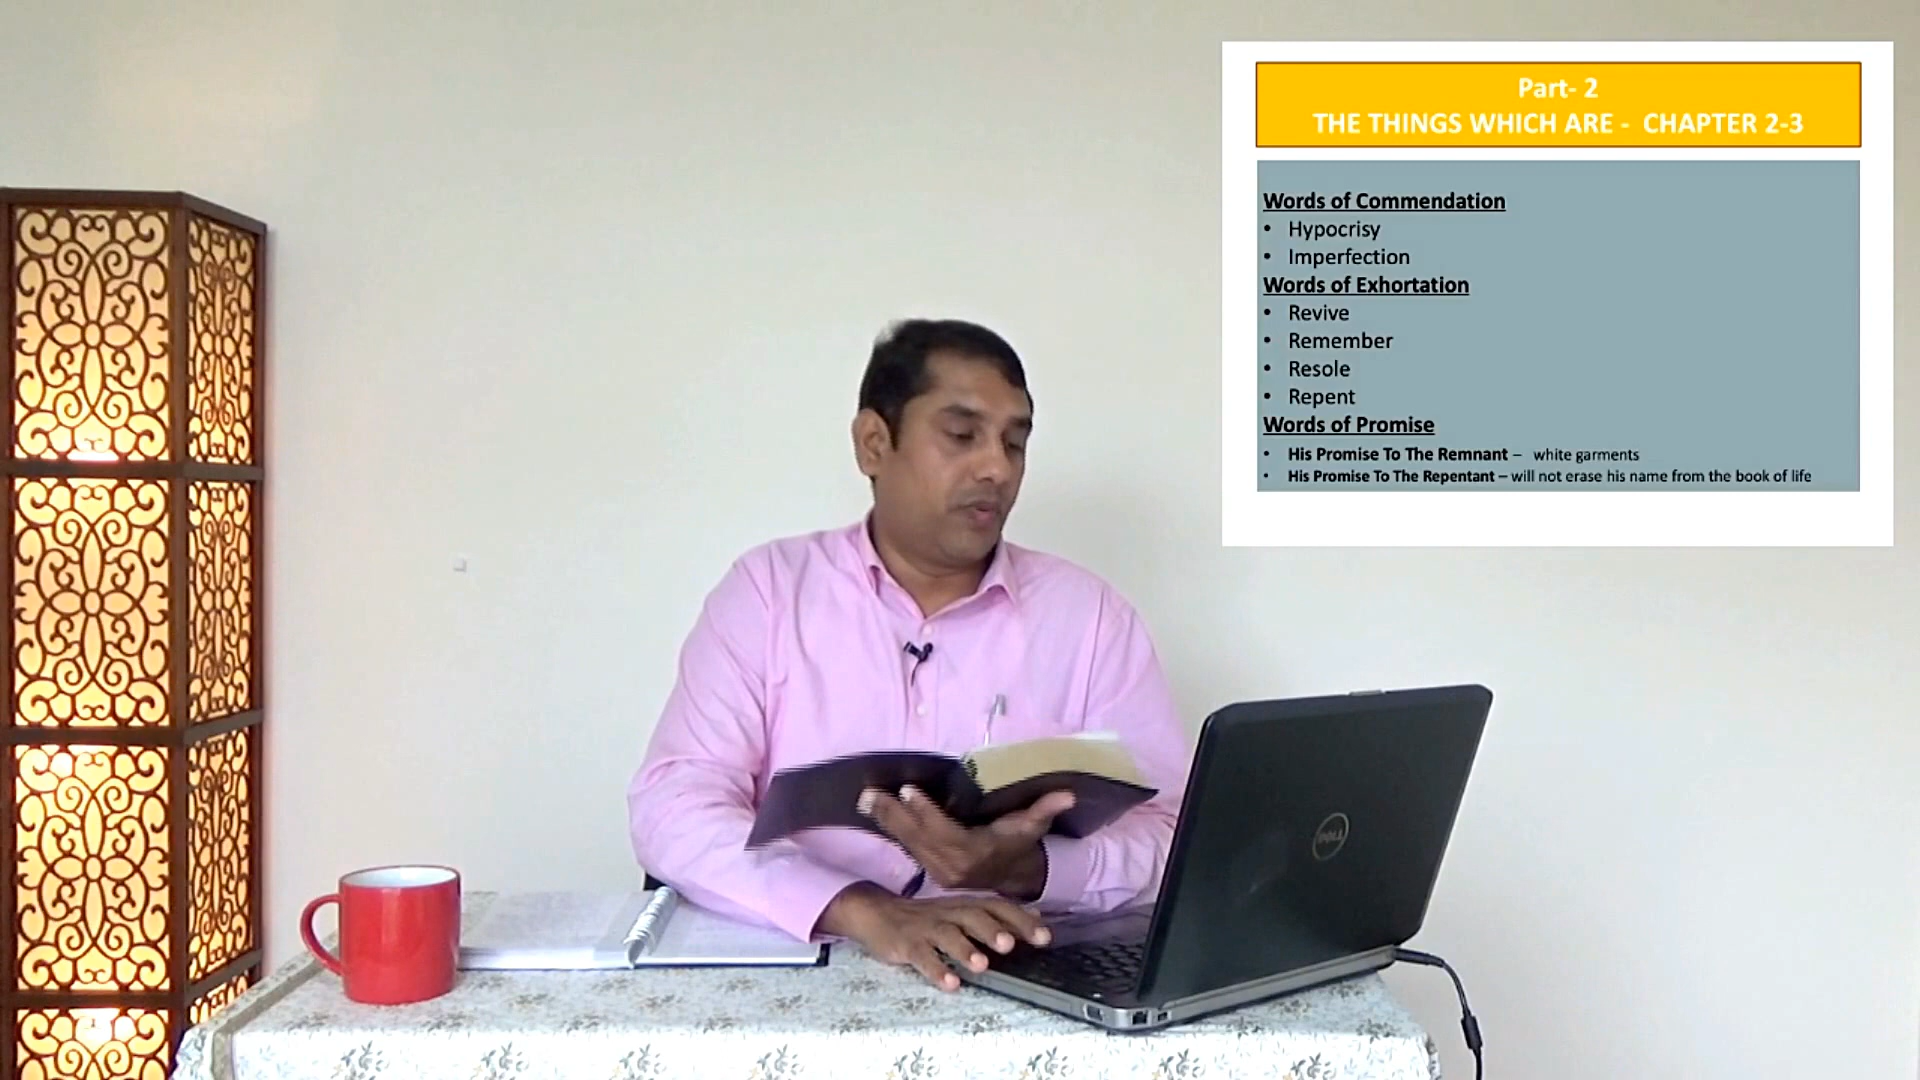 Part- 2
THE THINGS WHICH ARE - CHAPTER 2-3
Words of Commendation
• Hypocrisy
• Imperfection
Words of Exhortation
• Revive
• Remember
• Resole
• Repent
Words of Promise
• His Promise To The Remnant – white garments
• His Promise To The Repentant – will not erase his name from the book of life
DELL